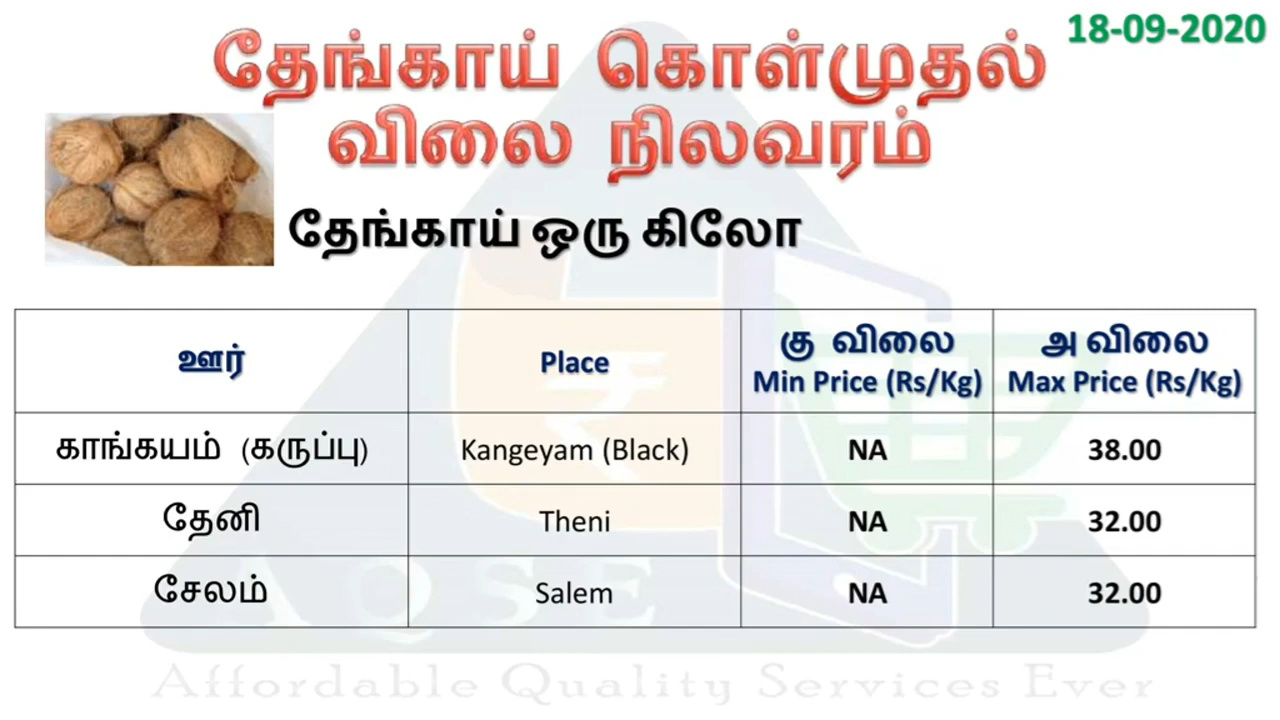 18-09-2020
தேங்காய் கொள்முதல்
விலை நிலவரம்
தேங்காய் ஒரு கிலோ
ஊர் Place கு விலை Min Price (Rs/Kg) அ விலை Max Price (Rs/Kg)
காங்கயம் (கருப்பு) Kangeyam (Black) NA 38.00
தேனி Theni NA 32.00
சேலம் Salem NA 32.00
AQSE
Affordable Quality Services Ever